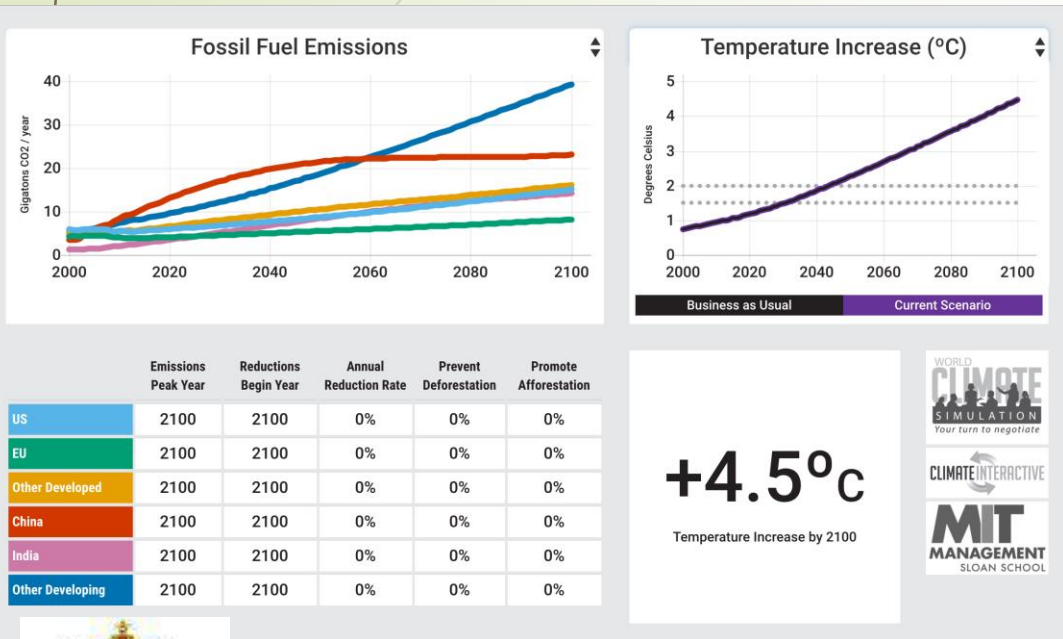 Fossil Fuel Emissions
Gigatons CO2 / year
40
30
20
10
0
2000 2020 2040 2060 2080 2100
Temperature Increase (ºC)
Degrees Celsius
5
4
3
2
1
0
2000 2020 2040 2060 2080 2100
Business as Usual Current Scenario
Emissions Peak Year Reductions Begin Year Annual Reduction Rate Prevent Deforestation Promote Afforestation
US 2100 2100 0% 0% 0%
EU 2100 2100 0% 0% 0%
Other Developed 2100 2100 0% 0% 0%
China 2100 2100 0% 0% 0%
India 2100 2100 0% 0% 0%
Other Developing 2100 2100 0% 0% 0%
+4.5ºC
Temperature Increase by 2100
WORLD
CLIMATE
SIMULATION
Your turn to negotiate
CLIMATE INTERACTIVE
MIT
MANAGEMENT
SLOAN SCHOOL